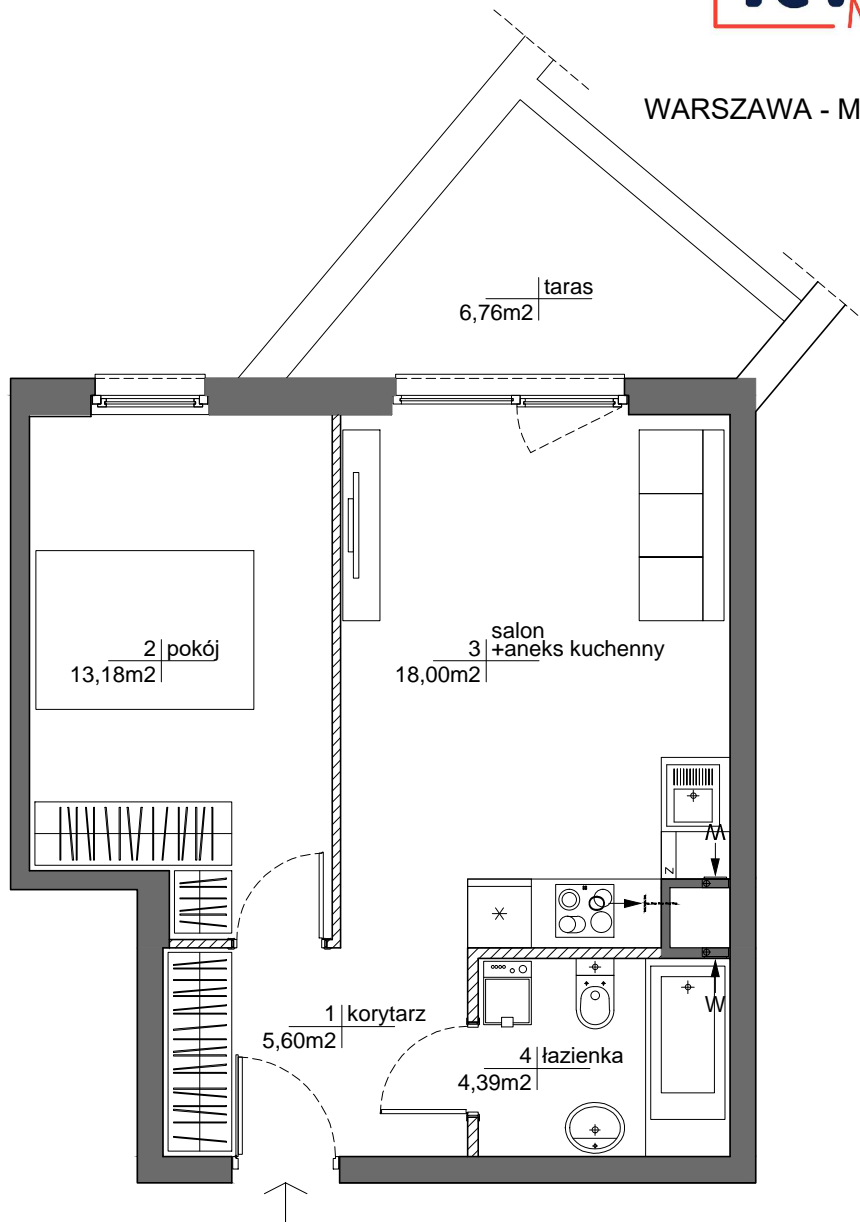 WARSZAWA - M
taras
6,76m2
2 pokój
13,18m2
salon
3 +aneks kuchenny
18,00m2
W
Z
W
1 korytarz
5,60m2
4 łazienka
4,39m2